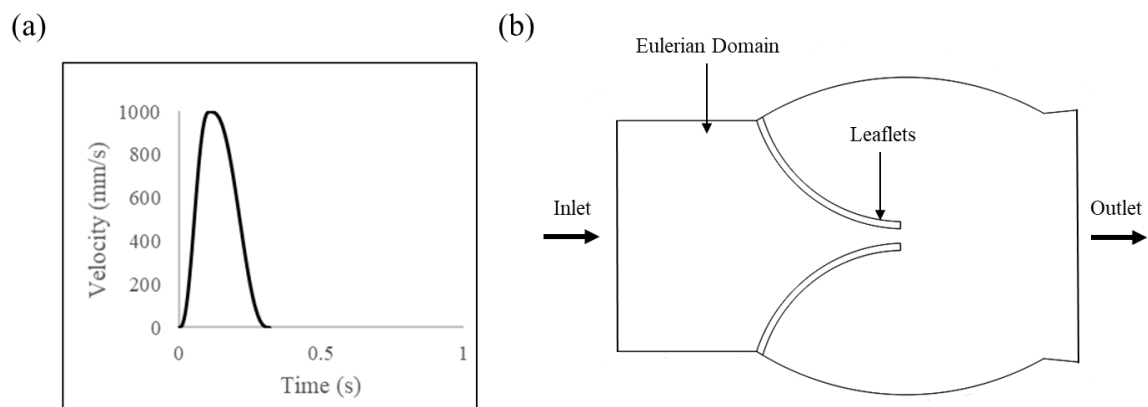 (a)
(b)
Velocity (mm/s)
1000
800
600
400
200
0
0
0.5
1
Time (s)
Eulerian Domain
Leaflets
Inlet
Outlet